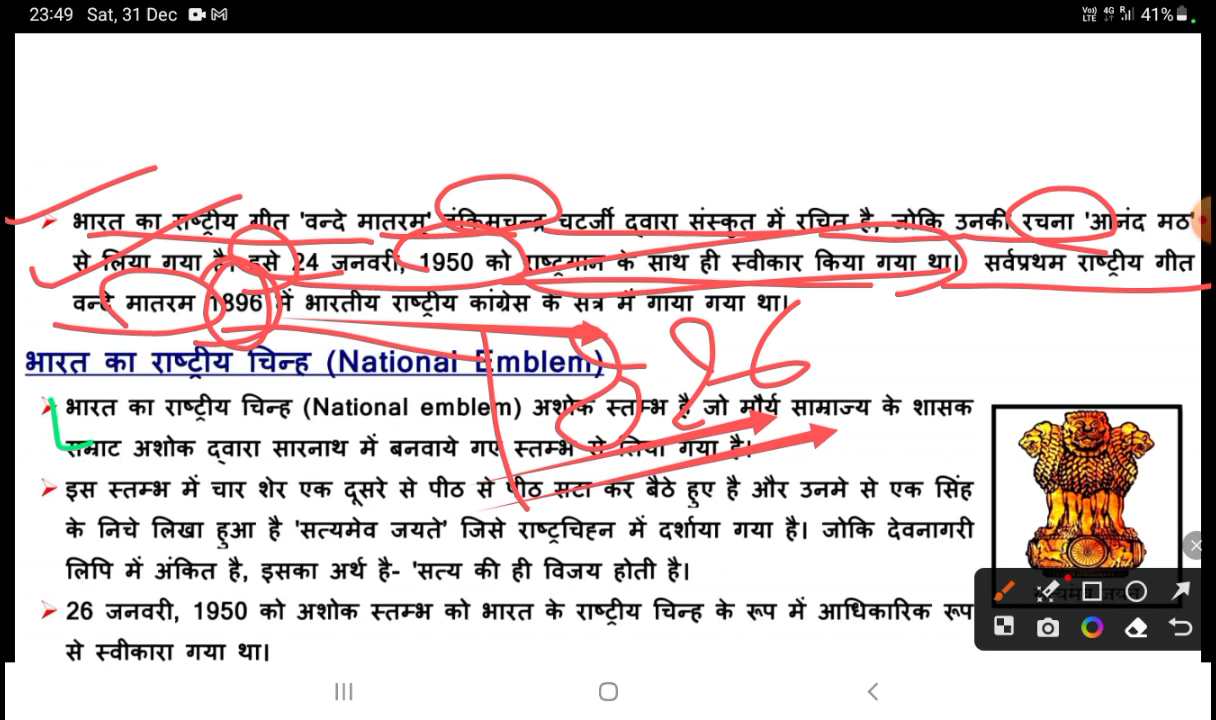 23:49 Sat, 31 Dec VoLTE 4G R 41%
भारत का राष्ट्रीय गीत 'वन्दे मातरम' बंकिमचन्द्र चटर्जी द्वारा संस्कृत में रचित है, जोकि उनकी रचना 'आनंद मठ'
से लिया गया है। इसे 24 जनवरी, 1950 को राष्ट्रगान के साथ ही स्वीकार किया गया था। सर्वप्रथम राष्ट्रीय गीत
वन्दे मातरम 1896 में भारतीय राष्ट्रीय कांग्रेस के सत्र में गाया गया था।
भारत का राष्ट्रीय चिन्ह (National Emblem)
भारत का राष्ट्रीय चिन्ह (National emblem) अशोक स्तम्भ है जो मौर्य साम्राज्य के शासक
सम्राट अशोक द्वारा सारनाथ में बनवाये गए स्तम्भ से लिया गया है।
इस स्तम्भ में चार शेर एक दूसरे से पीठ से पीठ सटा कर बैठे हुए है और उनमे से एक सिंह
के निचे लिखा हुआ है 'सत्यमेव जयते' जिसे राष्ट्रचिह्न में दर्शाया गया है। जोकि देवनागरी
लिपि में अंकित है, इसका अर्थ है- 'सत्य की ही विजय होती है।
26 जनवरी, 1950 को अशोक स्तम्भ को भारत के राष्ट्रीय चिन्ह के रूप में आधिकारिक रूप
से स्वीकारा गया था।